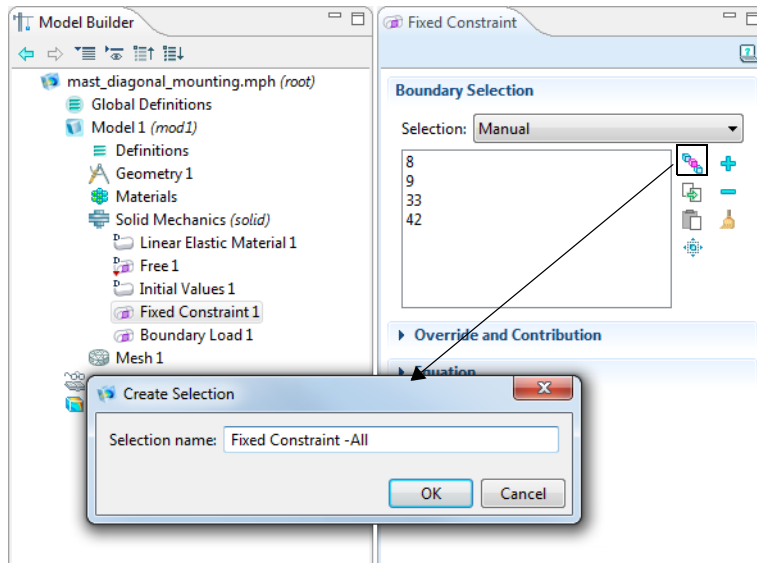 Model Builder
mast_diagonal_mounting.mph (root)
Global Definitions
Model 1 (mod1)
Definitions
Geometry 1
Materials
Solid Mechanics (solid)
D Linear Elastic Material 1
D Free 1
D Initial Values 1
Fixed Constraint 1
Boundary Load 1
Mesh 1
Fixed Constraint
?
Boundary Selection
Selection: Manual
8
9
33
42
Override and Contribution
Equation
Create Selection
Selection name: Fixed Constraint -All
OK Cancel